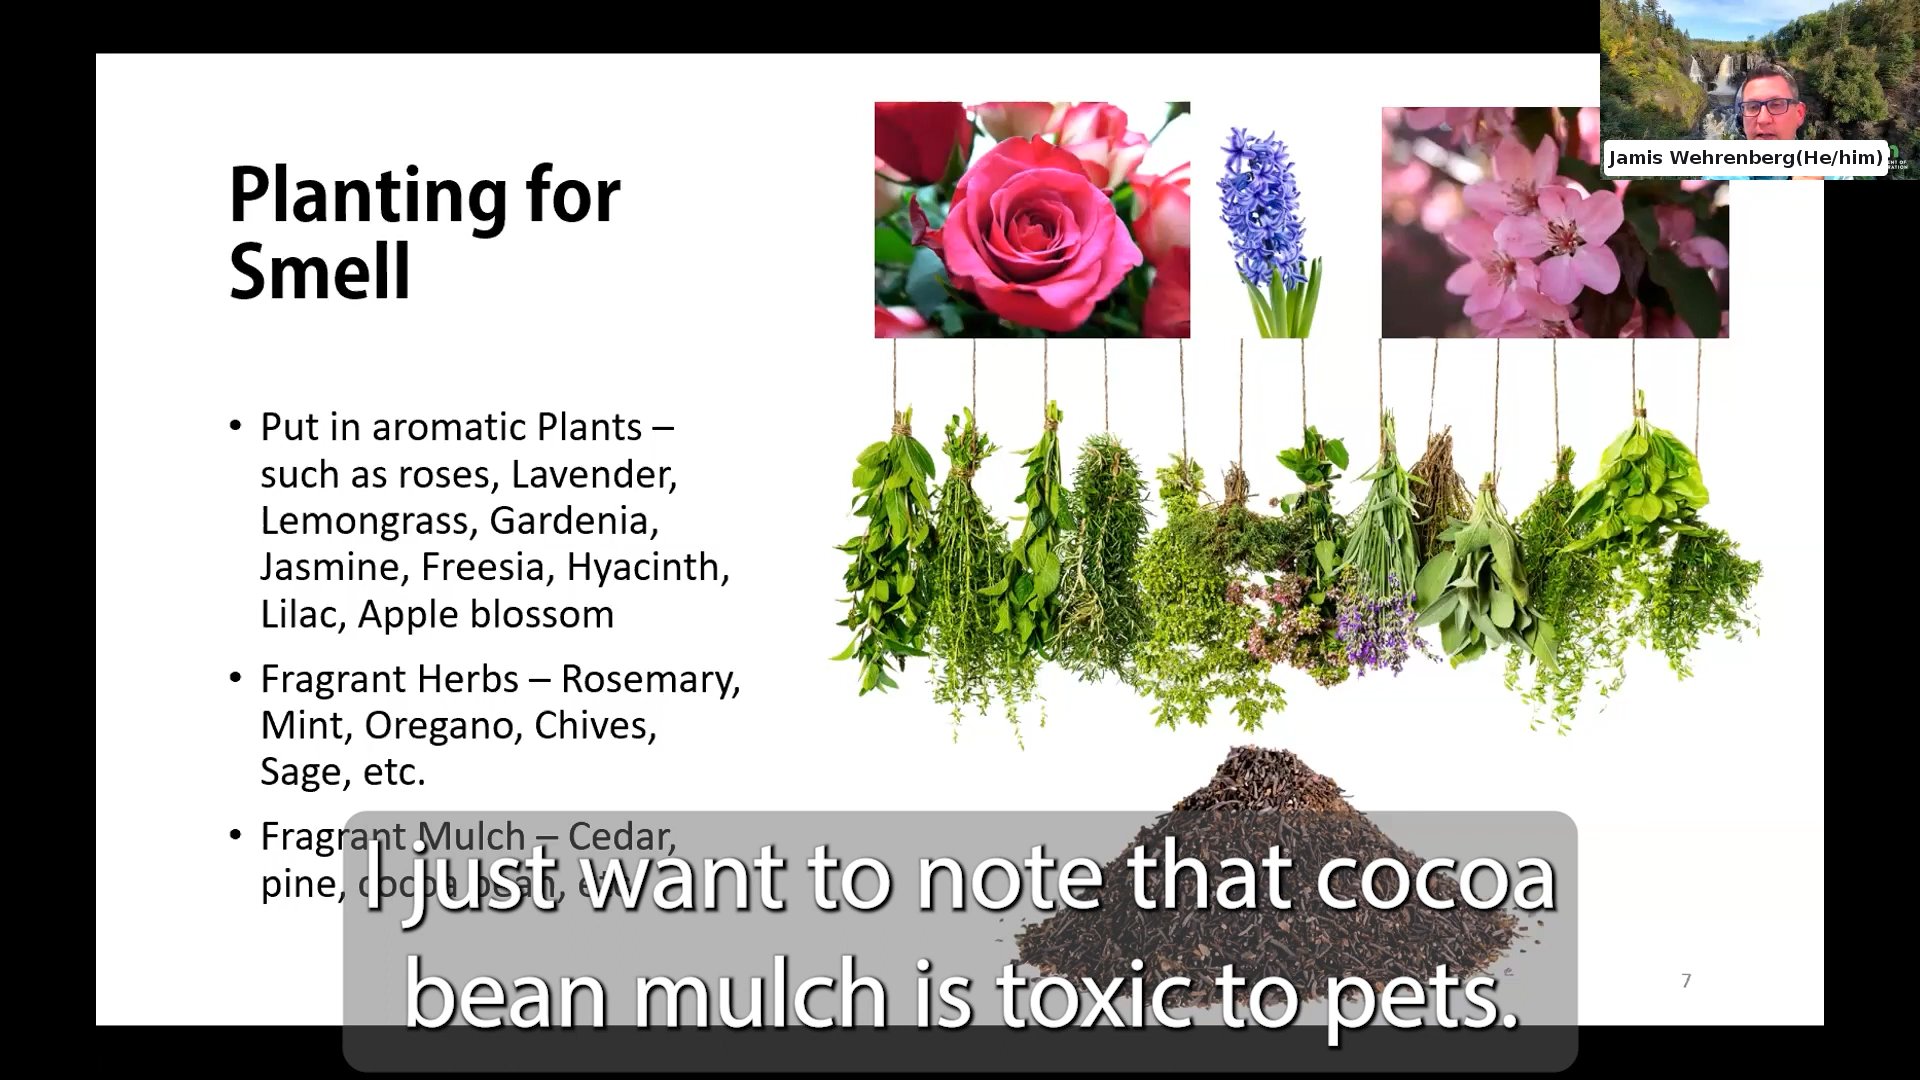 Jamis Wehrenberg(He/him)
Planting for
Smell
• Put in aromatic Plants –
such as roses, Lavender,
Lemongrass, Gardenia,
Jasmine, Freesia, Hyacinth,
Lilac, Apple blossom
• Fragrant Herbs – Rosemary,
Mint, Oregano, Chives,
Sage, etc.
• Fragrant Mulch – Cedar,
pine, cocoa bean,
I just want to note that cocoa
bean mulch is toxic to pets.
7